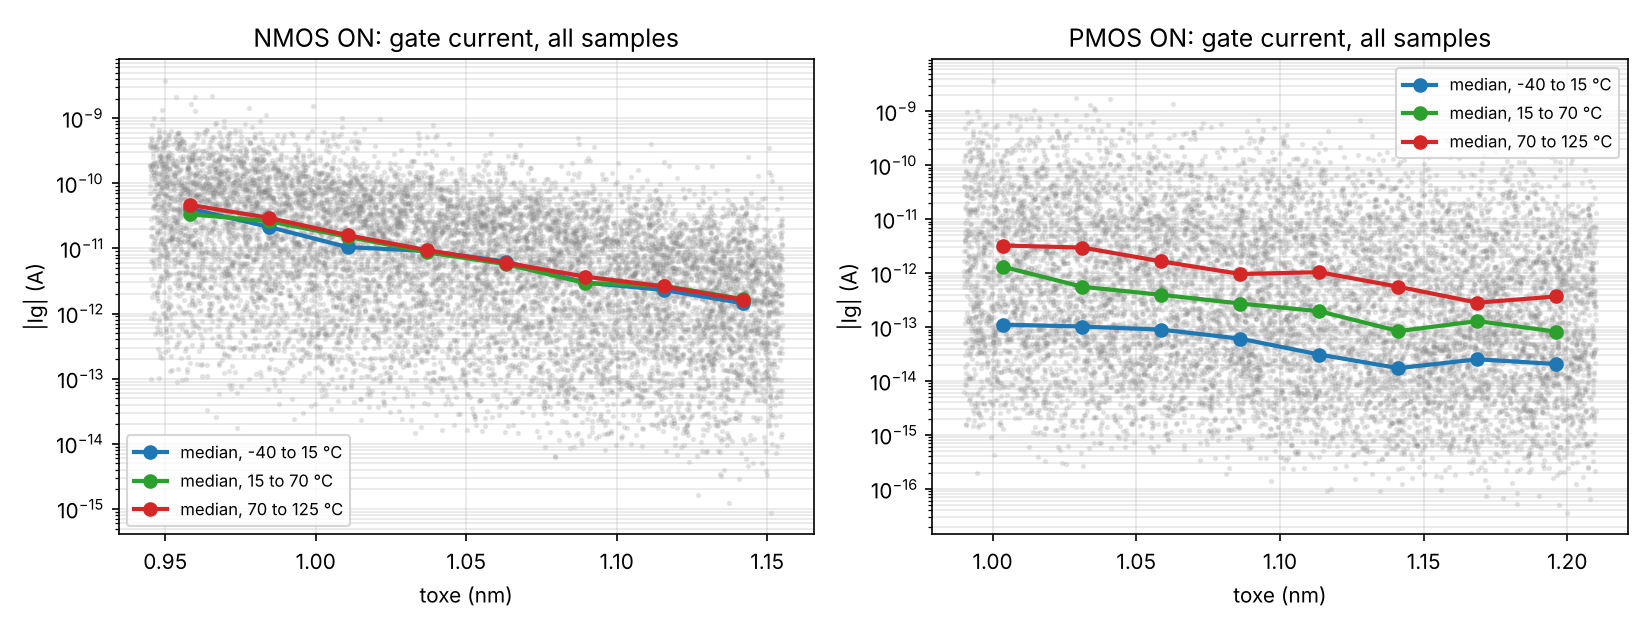 NMOS ON: gate current, all samples
|Ig| (A)
10⁻⁹
10⁻¹⁰
10⁻¹¹
10⁻¹²
10⁻¹³
10⁻¹⁴
10⁻¹⁵
median, -40 to 15 °C
median, 15 to 70 °C
median, 70 to 125 °C
0.95 1.00 1.05 1.10 1.15
toxe (nm)
PMOS ON: gate current, all samples
|Ig| (A)
10⁻⁹
10⁻¹⁰
10⁻¹¹
10⁻¹²
10⁻¹³
10⁻¹⁴
10⁻¹⁵
10⁻¹⁶
median, -40 to 15 °C
median, 15 to 70 °C
median, 70 to 125 °C
1.00 1.05 1.10 1.15 1.20
toxe (nm)